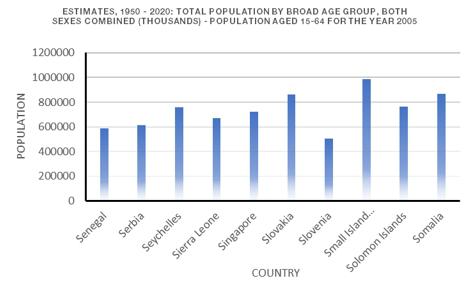 ESTIMATES, 1950 - 2020: TOTAL POPULATION BY BROAD AGE GROUP, BOTH
SEXES COMBINED (THOUSANDS) - POPULATION AGED 15-64 FOR THE YEAR 2005
1200000
1000000
800000
600000
400000
200000
0
POPULATION
Senegal
Serbia
Seychelles
Sierra Leone
Singapore
Slovakia
Slovenia
Small Island...
Solomon Islands
Somalia
COUNTRY